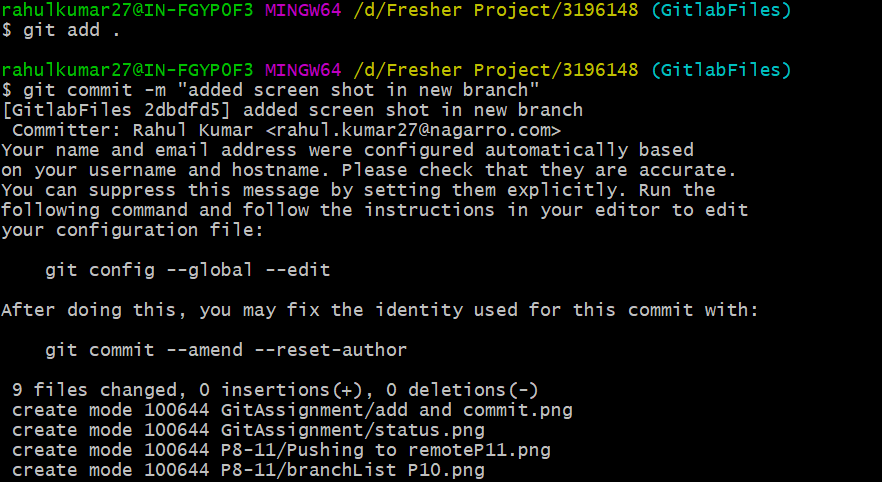 rahulkumar27@IN-FGYPOF3 MINGW64 /d/Fresher Project/3196148 (GitlabFiles)
$ git add .
rahulkumar27@IN-FGYPOF3 MINGW64 /d/Fresher Project/3196148 (GitlabFiles)
$ git commit -m "added screen shot in new branch"
[GitlabFiles 2dbdfd5] added screen shot in new branch
 Committer: Rahul Kumar <rahul.kumar27@nagarro.com>
Your name and email address were configured automatically based
on your username and hostname. Please check that they are accurate.
You can suppress this message by setting them explicitly. Run the
following command and follow the instructions in your editor to edit
your configuration file:
    git config --global --edit
After doing this, you may fix the identity used for this commit with:
    git commit --amend --reset-author
 9 files changed, 0 insertions(+), 0 deletions(-)
 create mode 100644 GitAssignment/add and commit.png
 create mode 100644 GitAssignment/status.png
 create mode 100644 P8-11/Pushing to remoteP11.png
 create mode 100644 P8-11/branchList P10.png